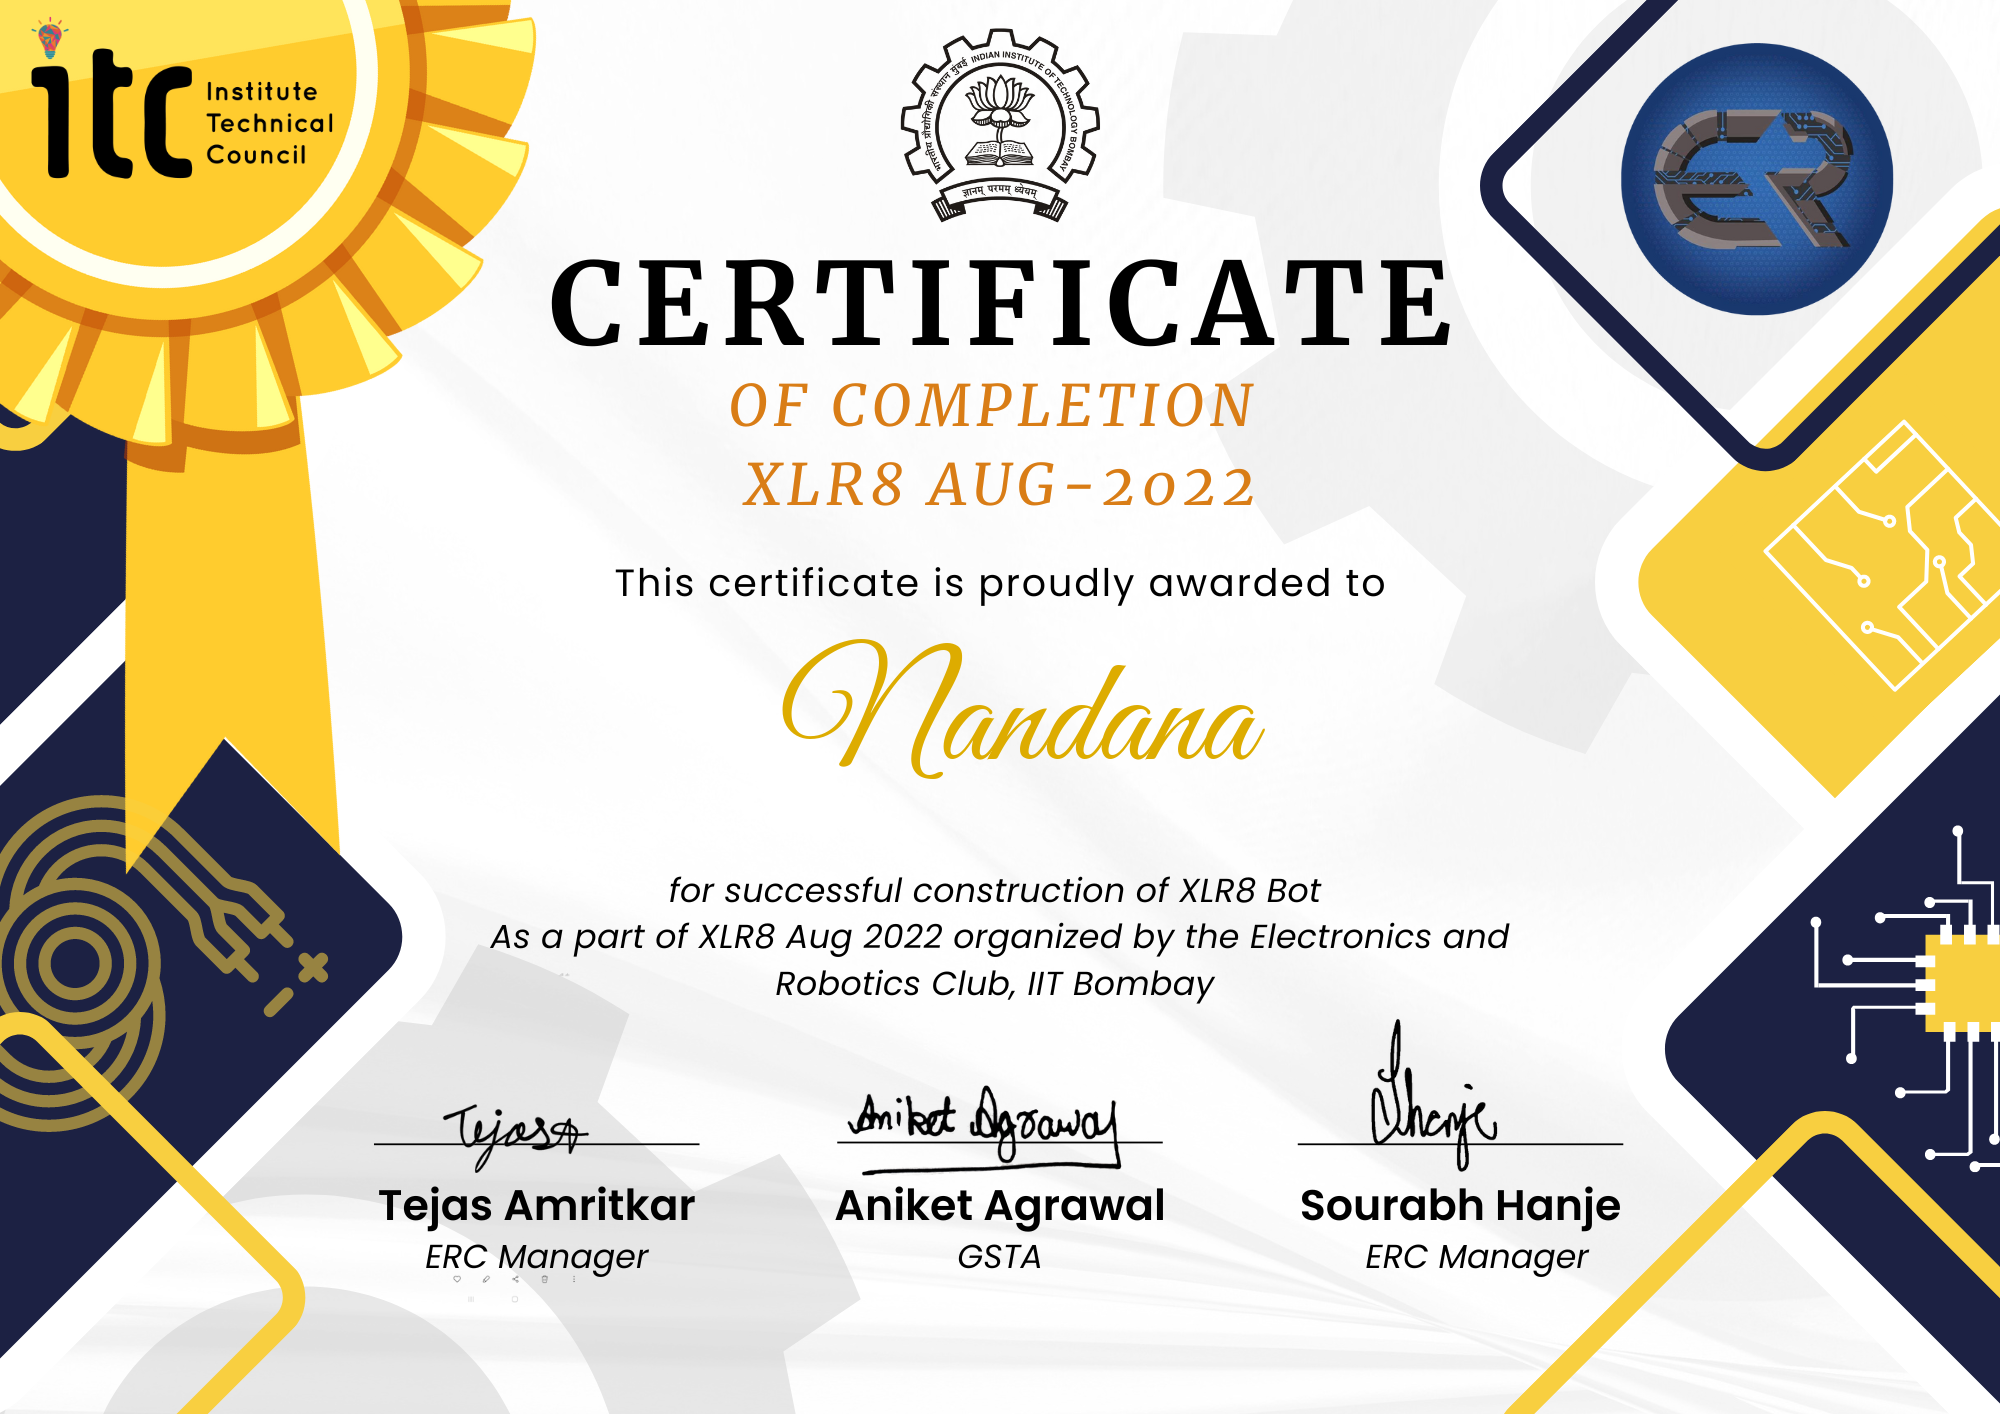 itc
Institute
Technical
Council
भारतीय प्रौद्योगिकी संस्थान मुंबई INDIAN INSTITUTE OF TECHNOLOGY BOMBAY
ज्ञानम् परमम् ध्येयम्
ER
CERTIFICATE
OF COMPLETION
XLR8 AUG-2022
This certificate is proudly awarded to
Nandana
for successful construction of XLR8 Bot
As a part of XLR8 Aug 2022 organized by the Electronics and
Robotics Club, IIT Bombay
Tejas A
Aniket Agrawal
SHanje
Tejas Amritkar
Aniket Agrawal
Sourabh Hanje
ERC Manager
GSTA
ERC Manager